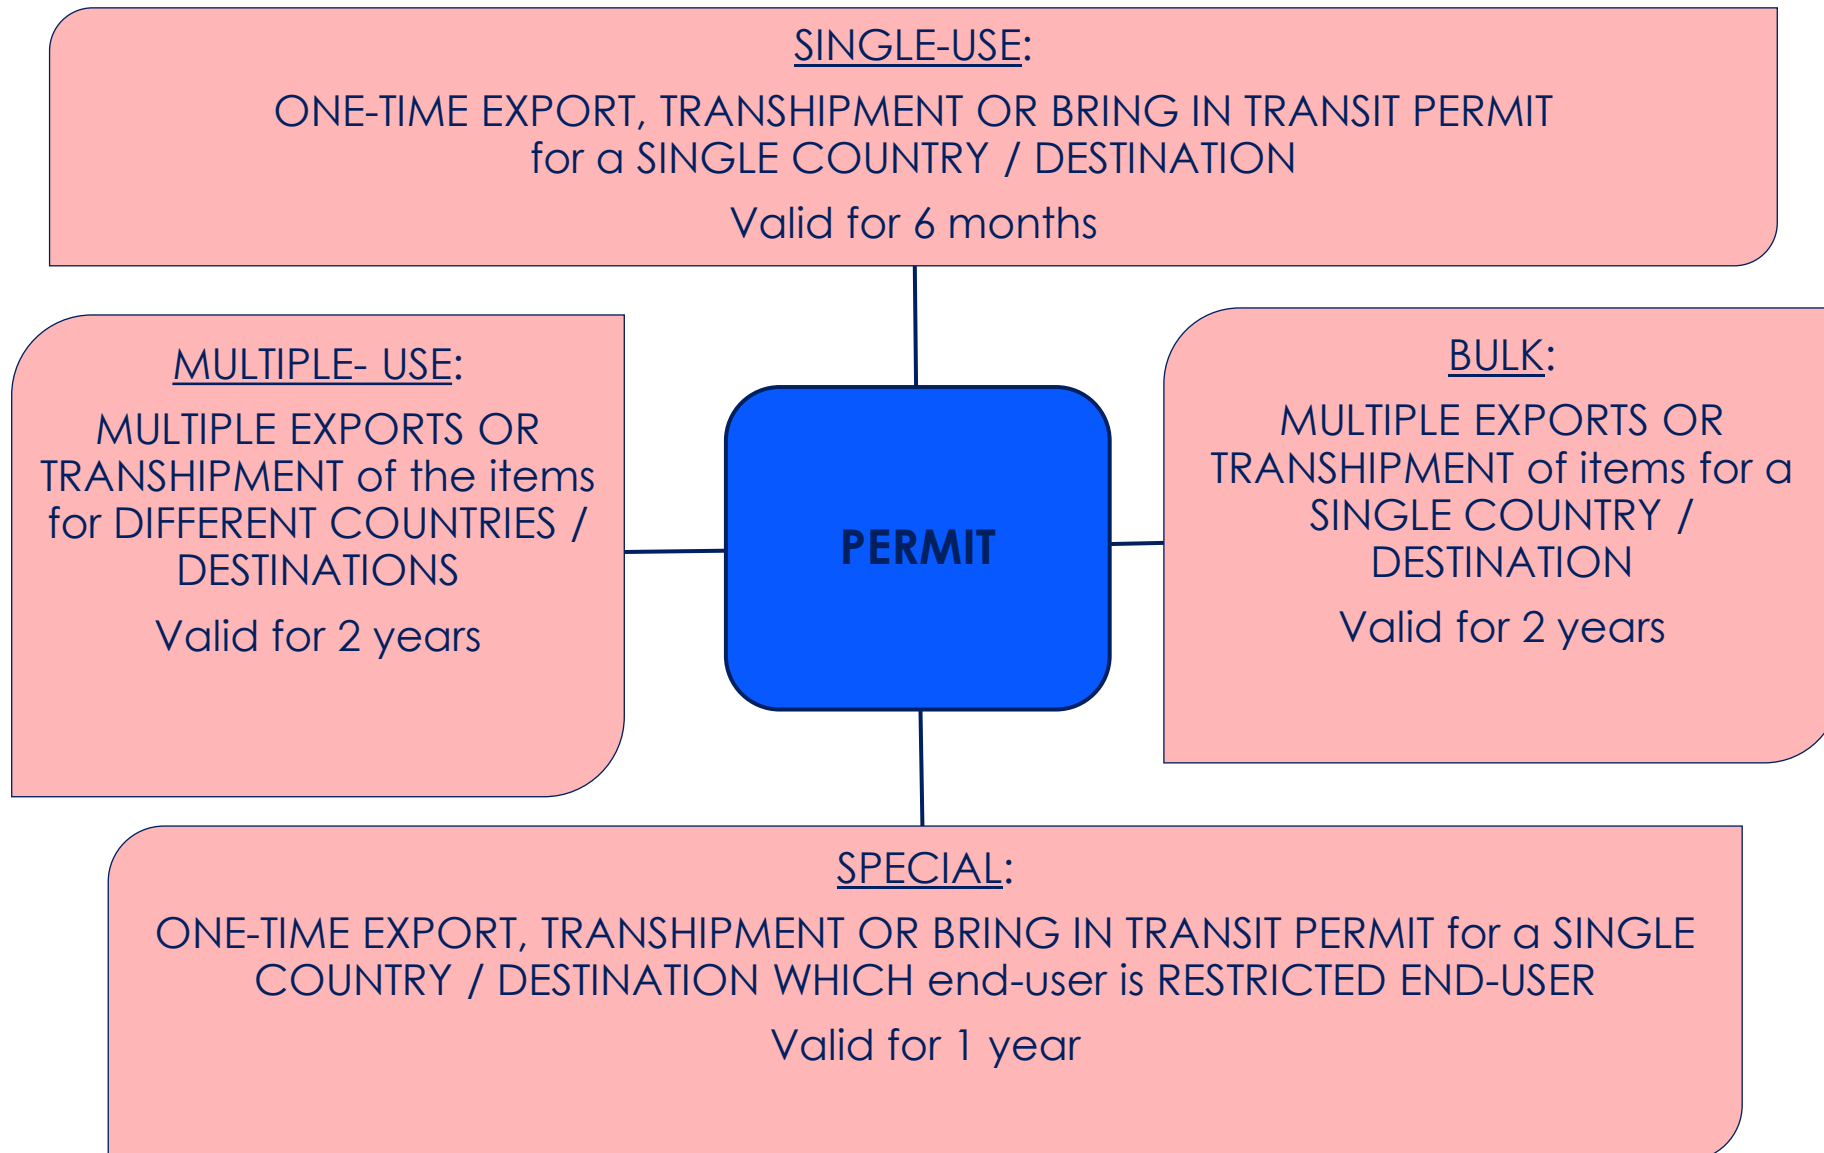 SINGLE-USE:
ONE-TIME EXPORT, TRANSHIPMENT OR BRING IN TRANSIT PERMIT
for a SINGLE COUNTRY / DESTINATION
Valid for 6 months
MULTIPLE- USE:
MULTIPLE EXPORTS OR
TRANSHIPMENT of the items
for DIFFERENT COUNTRIES /
DESTINATIONS
Valid for 2 years
PERMIT
BULK:
MULTIPLE EXPORTS OR
TRANSHIPMENT of items for a
SINGLE COUNTRY /
DESTINATION
Valid for 2 years
SPECIAL:
ONE-TIME EXPORT, TRANSHIPMENT OR BRING IN TRANSIT PERMIT for a SINGLE
COUNTRY / DESTINATION WHICH end-user is RESTRICTED END-USER
Valid for 1 year